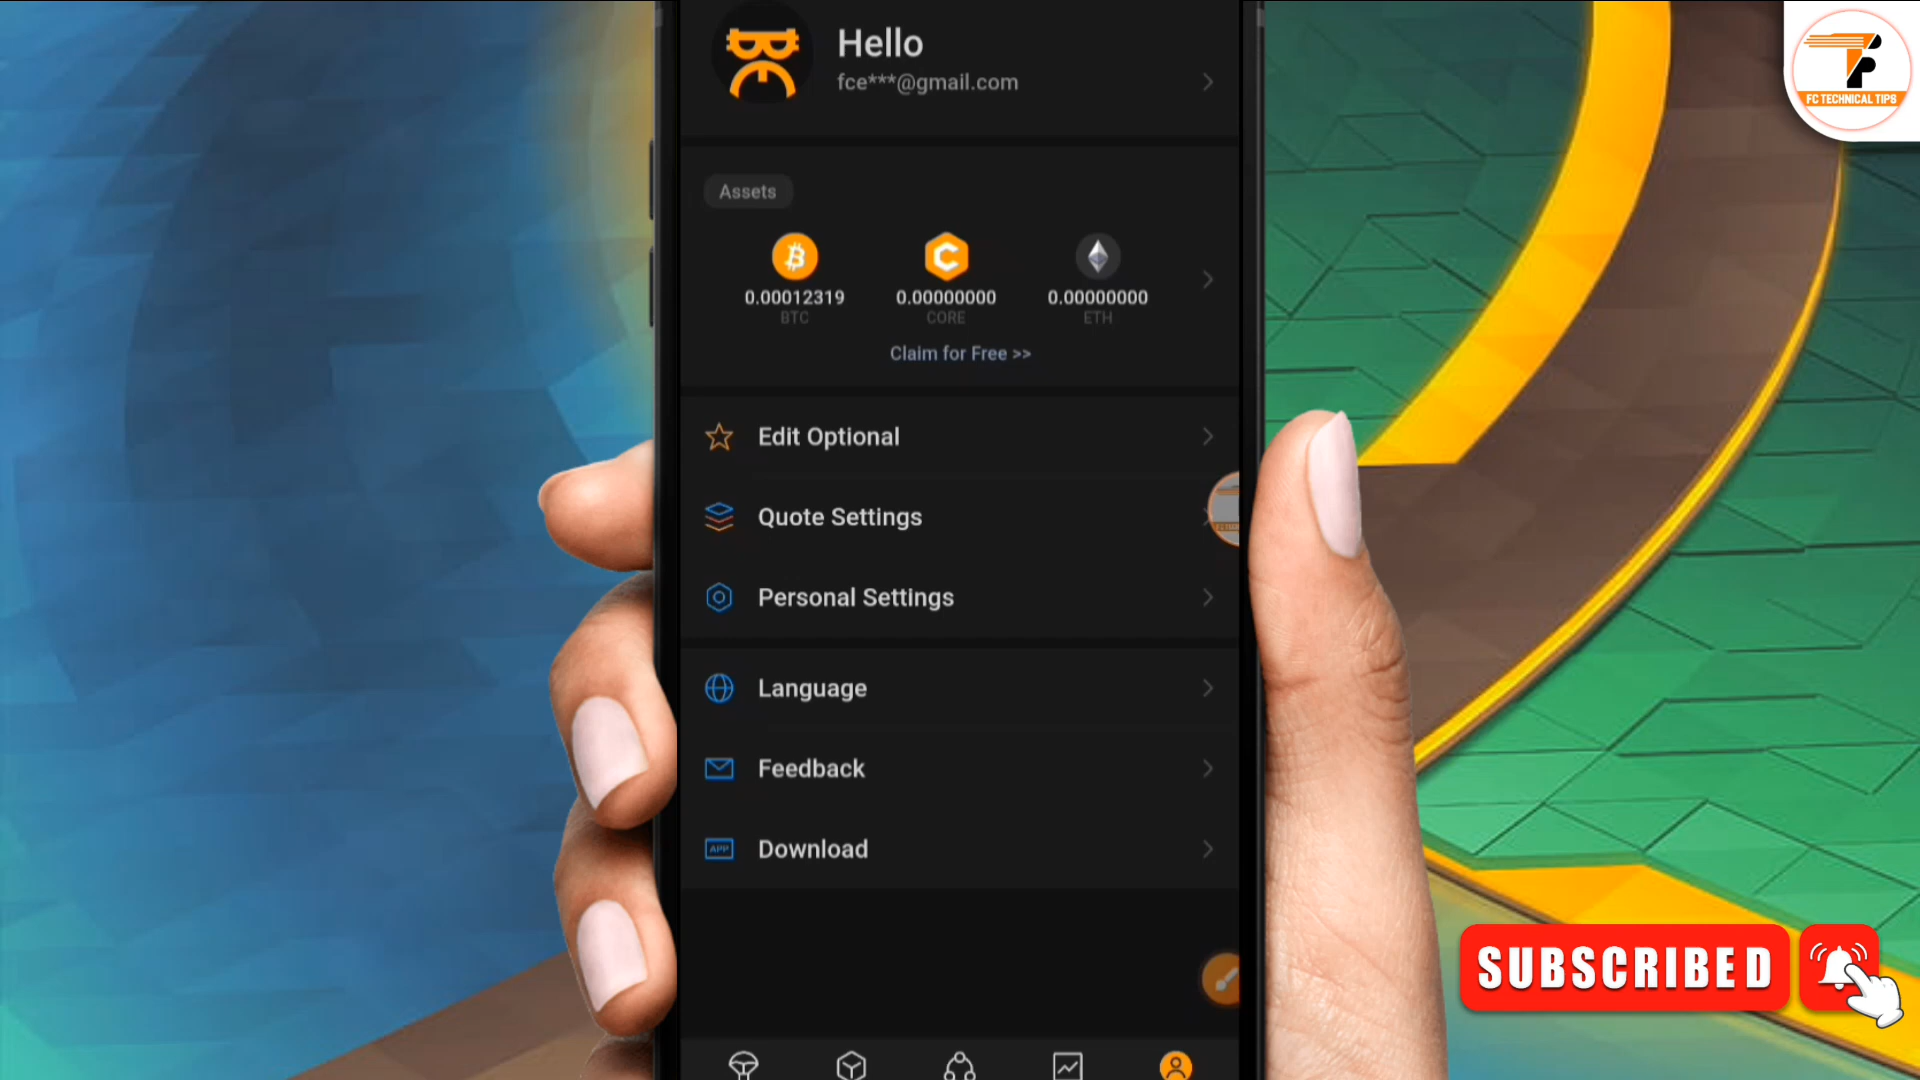 Hello
fce***@gmail.com
FC TECHNICAL TIPS
Assets
0.00012319
BTC
0.00000000
CORE
0.00000000
ETH
Claim for Free >>
Edit Optional
Quote Settings
Personal Settings
Language
Feedback
APP
Download
SUBSCRIBED